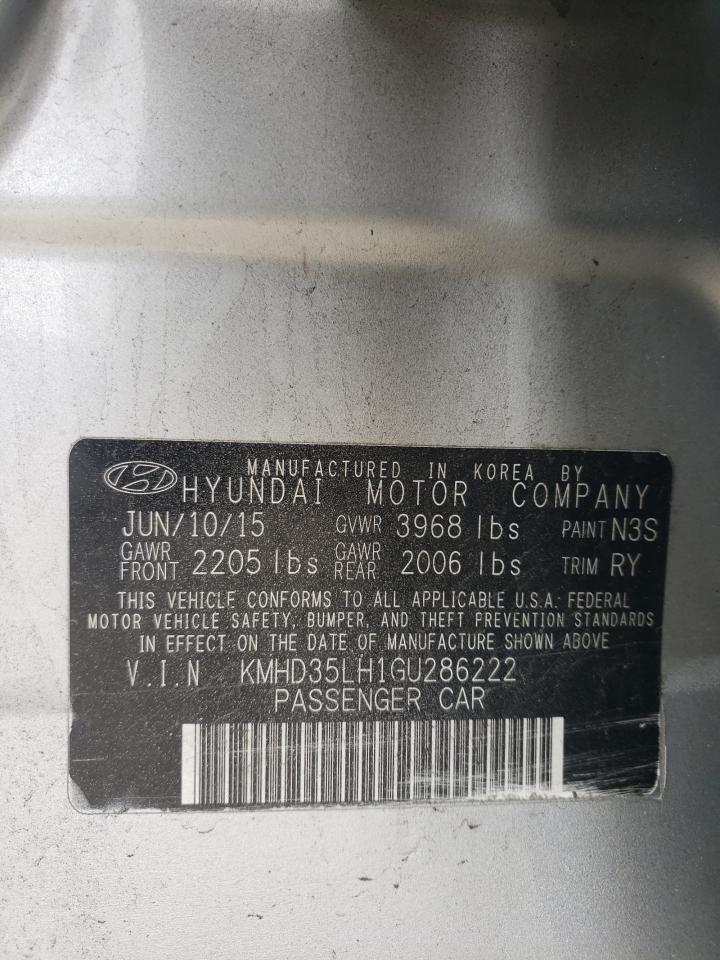 MANUFACTURED IN KOREA BY
HYUNDAI MOTOR COMPANY
JUN/10/15 GVWR 3968 lbs PAINT N3S
GAWR FRONT 2205 lbs GAWR REAR 2006 lbs TRIM RY
THIS VEHICLE CONFORMS TO ALL APPLICABLE U.S.A. FEDERAL
MOTOR VEHICLE SAFETY, BUMPER, AND THEFT PREVENTION STANDARDS
IN EFFECT ON THE DATE OF MANUFACTURE SHOWN ABOVE
V.I.N KMHD35LH1GU286222
PASSENGER CAR